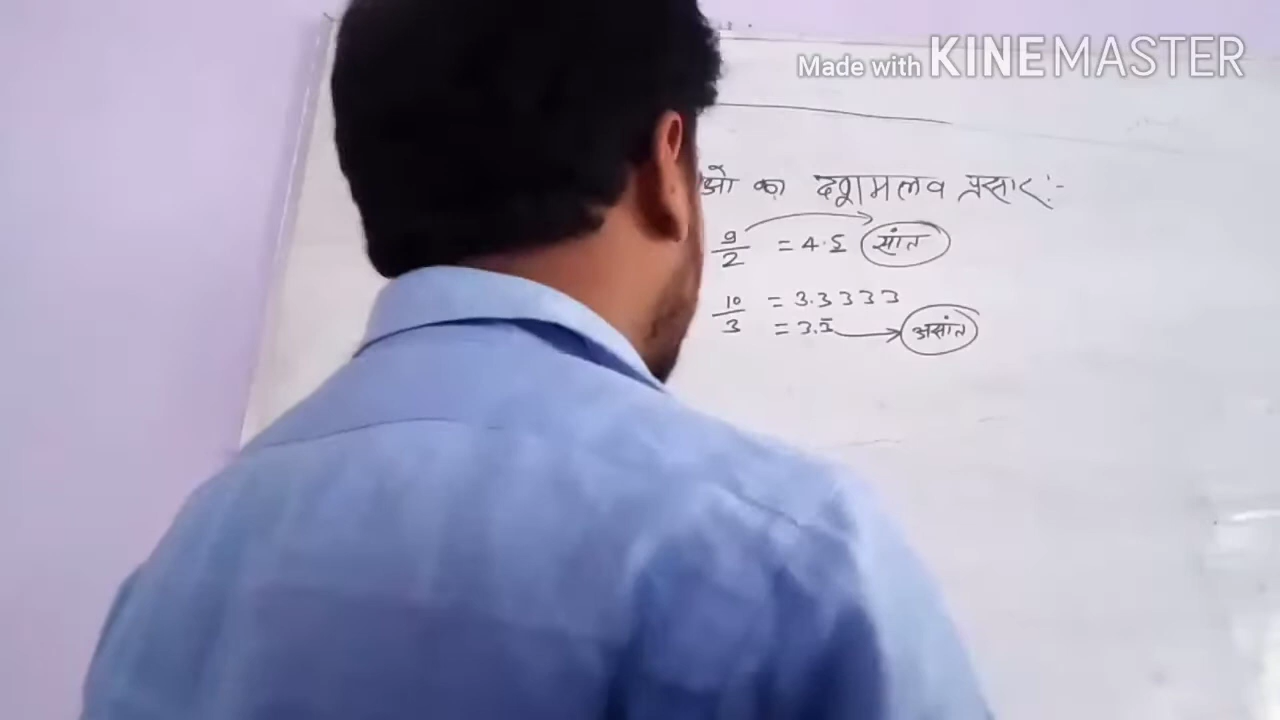 Made with KINEMASTER
ओ का दशमलव प्रसार :-
9/2 = 4.5 सांत
10/3 = 3.3333
= 3.3̄ → असांत